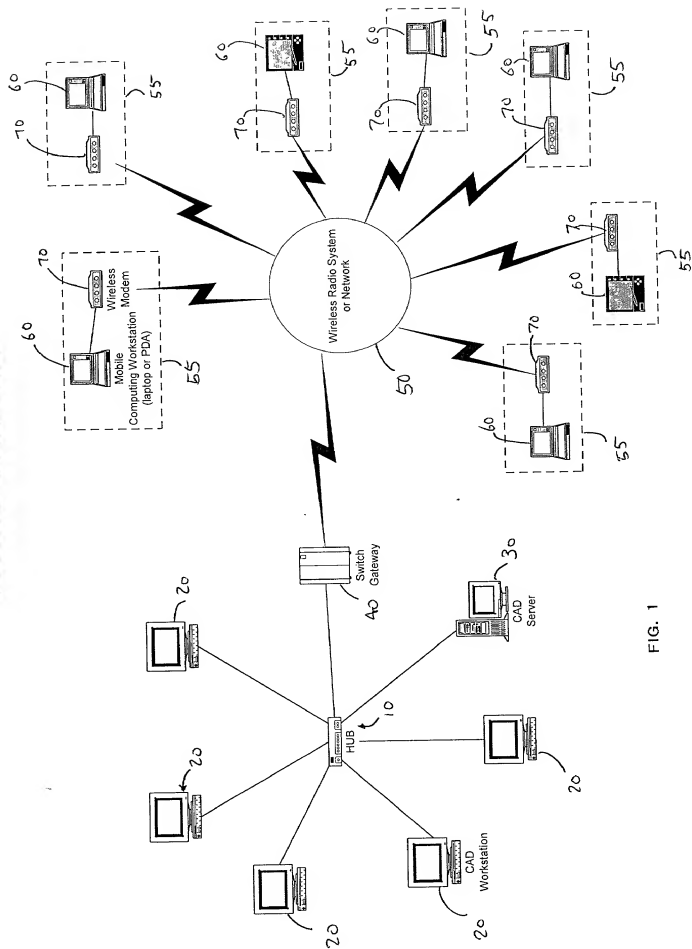 20
20
20
20
CAD
Workstation
20
HUB
10
30
CAD
Server
40
Switch
Gateway
50
Wireless Radio System
or Network
60
70
Mobile
Computing Workstation
(laptop or PDA)
Wireless
Modem
55
60
70
55
60
70
55
60
70
55
60
70
55
60
70
55
60
70
55
FIG. 1